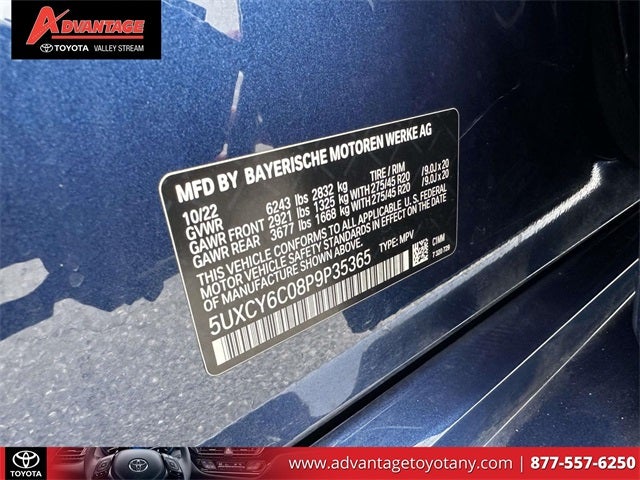 ADVANTAGE
TOYOTA VALLEY STREAM
MFD BY BAYERISCHE MOTOREN WERKE AG
10/22 TIRE / RIM
GVWR 6243 lbs 2832 kg
GAWR FRONT 2921 lbs 1325 kg WITH 275/45 R20 /9.0J x 20
GAWR REAR 3677 lbs 1668 kg WITH 275/45 R20 /9.0J x 20
THIS VEHICLE CONFORMS TO ALL APPLICABLE U.S. FEDERAL
MOTOR VEHICLE SAFETY STANDARDS IN EFFECT ON THE DATE
OF MANUFACTURE SHOWN ABOVE. TYPE: MPV
5UXCY6C08P9P35365
TOYOTA
www.advantagetoyotany.com | 877-557-6250